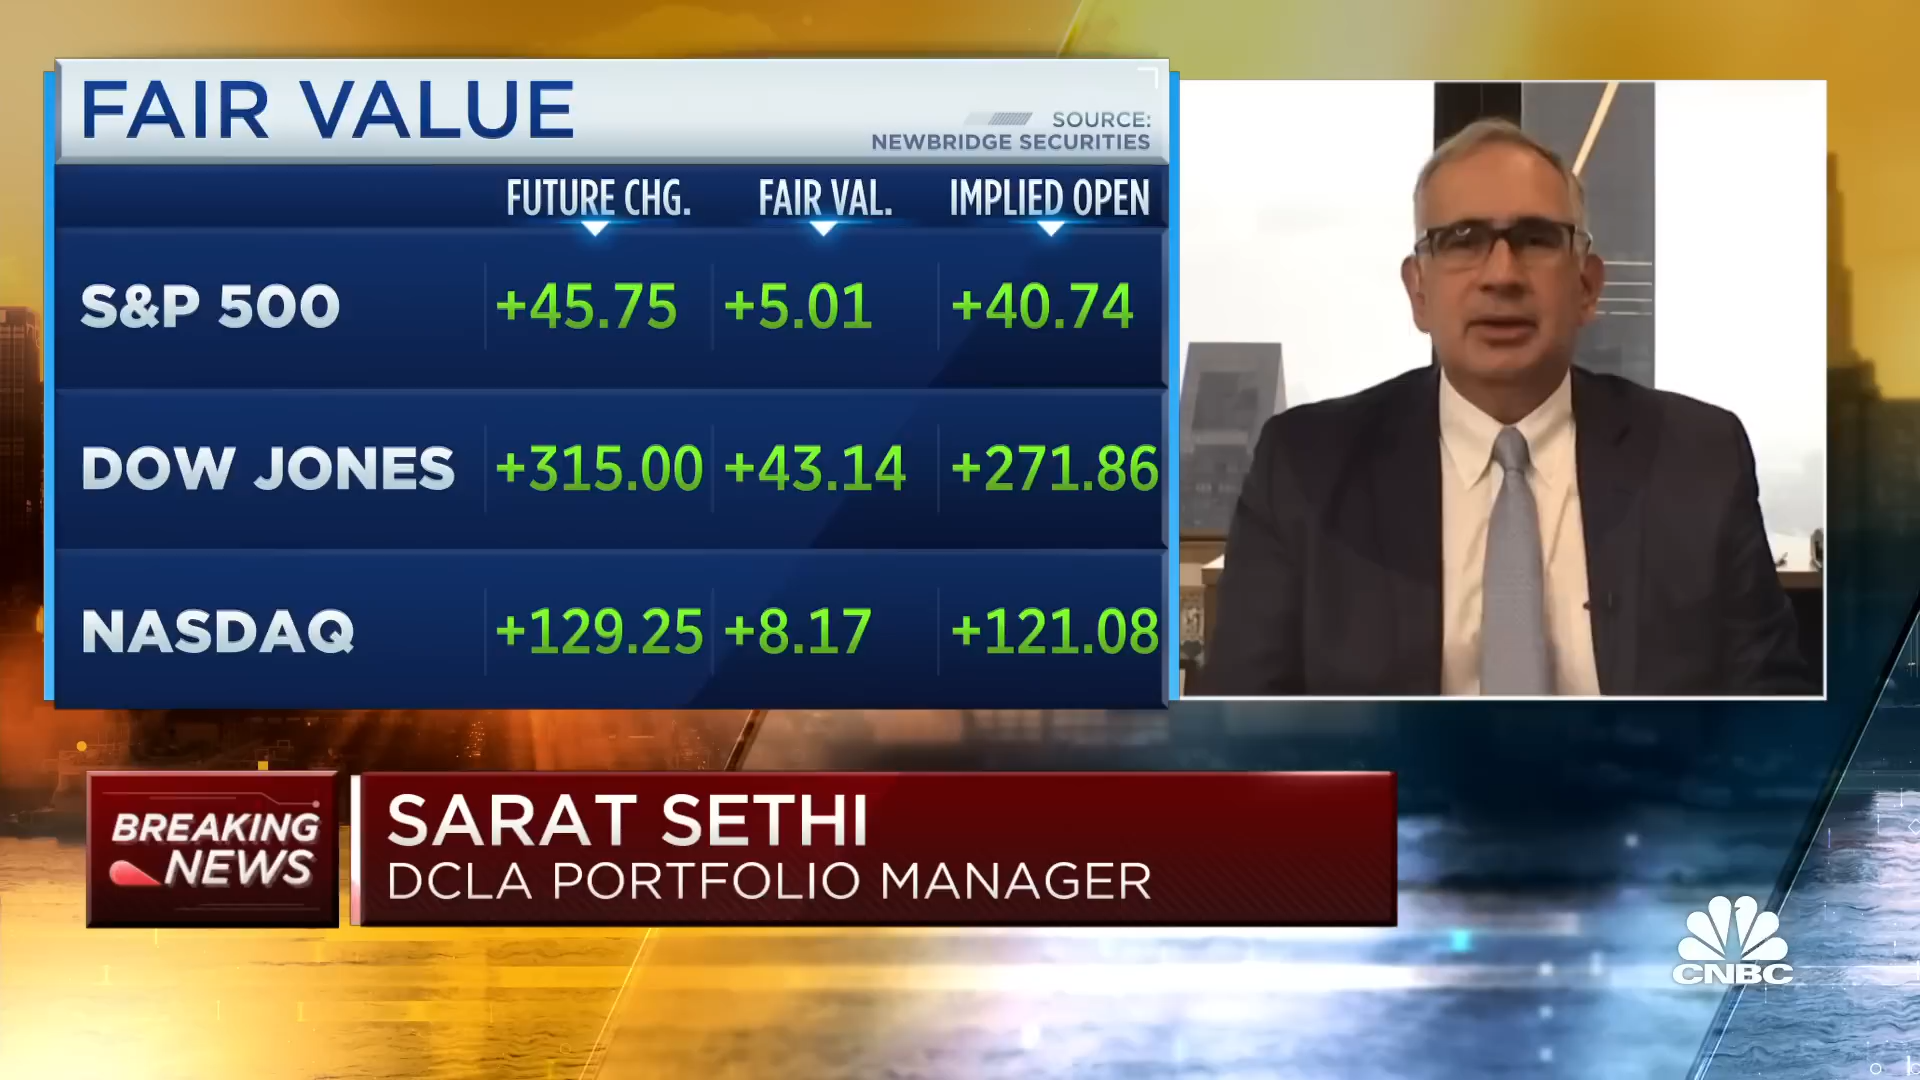 FAIR VALUE
SOURCE:
NEWBRIDGE SECURITIES
FUTURE CHG. FAIR VAL. IMPLIED OPEN
S&P 500 +45.75 +5.01 +40.74
DOW JONES +315.00 +43.14 +271.86
NASDAQ +129.25 +8.17 +121.08
BREAKING
NEWS
SARAT SETHI
DCLA PORTFOLIO MANAGER
CNBC